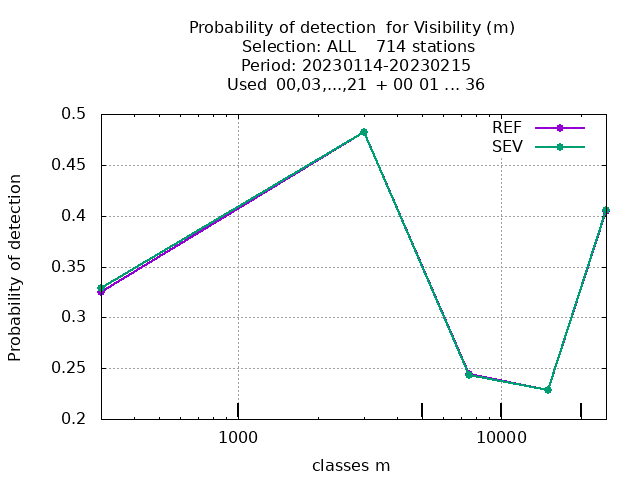 Probability of detection  for Visibility (m)
Selection: ALL    714 stations
Period: 20230114-20230215
Used  00,03,...,21  + 00 01 ... 36
REF
SEV
0.5
0.45
0.4
0.35
0.3
0.25
0.2
Probability of detection
1000
10000
classes m